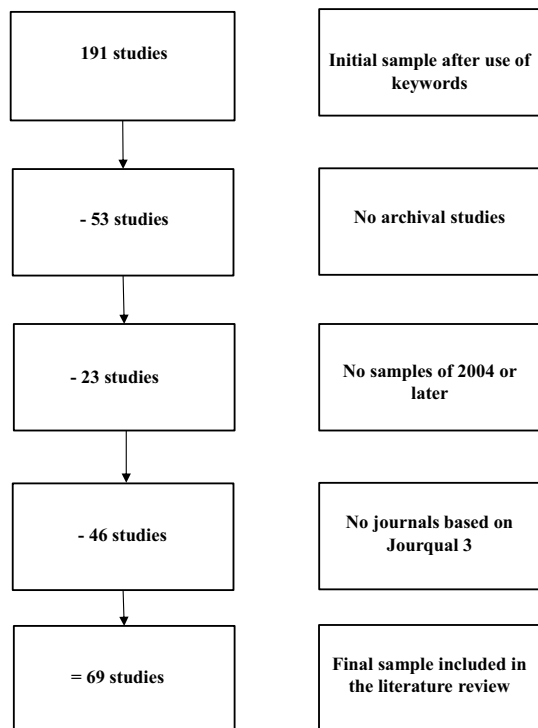 191 studies
Initial sample after use of
keywords
- 53 studies
No archival studies
- 23 studies
No samples of 2004 or
later
- 46 studies
No journals based on
Jourqual 3
= 69 studies
Final sample included in
the literature review